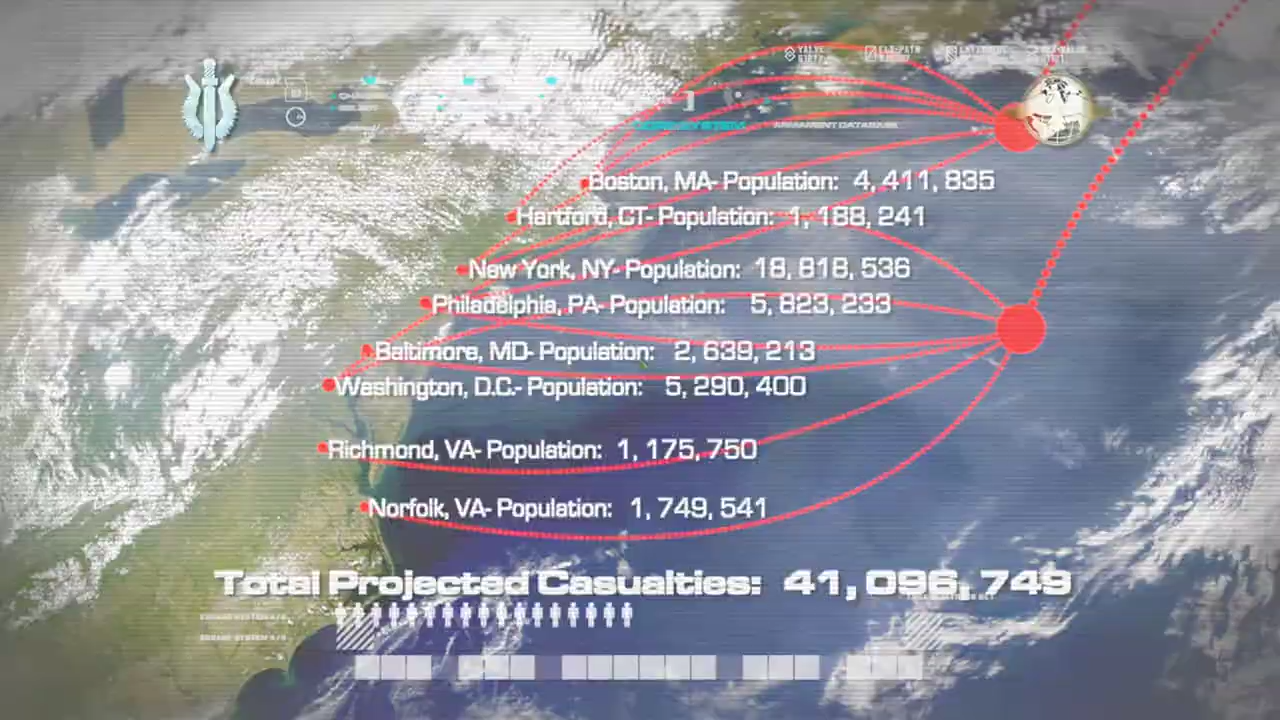 ARMAMENT DATABASE
Boston, MA- Population: 4, 411, 835
Hartford, CT- Population: 1, 188, 241
New York, NY- Population: 18, 818, 536
Philadelphia, PA- Population: 5, 823, 233
Baltimore, MD- Population: 2, 639, 213
Washington, D.C.- Population: 5, 290, 400
Richmond, VA- Population: 1, 175, 750
Norfolk, VA- Population: 1, 749, 541
Total Projected Casualties: 41, 096, 749